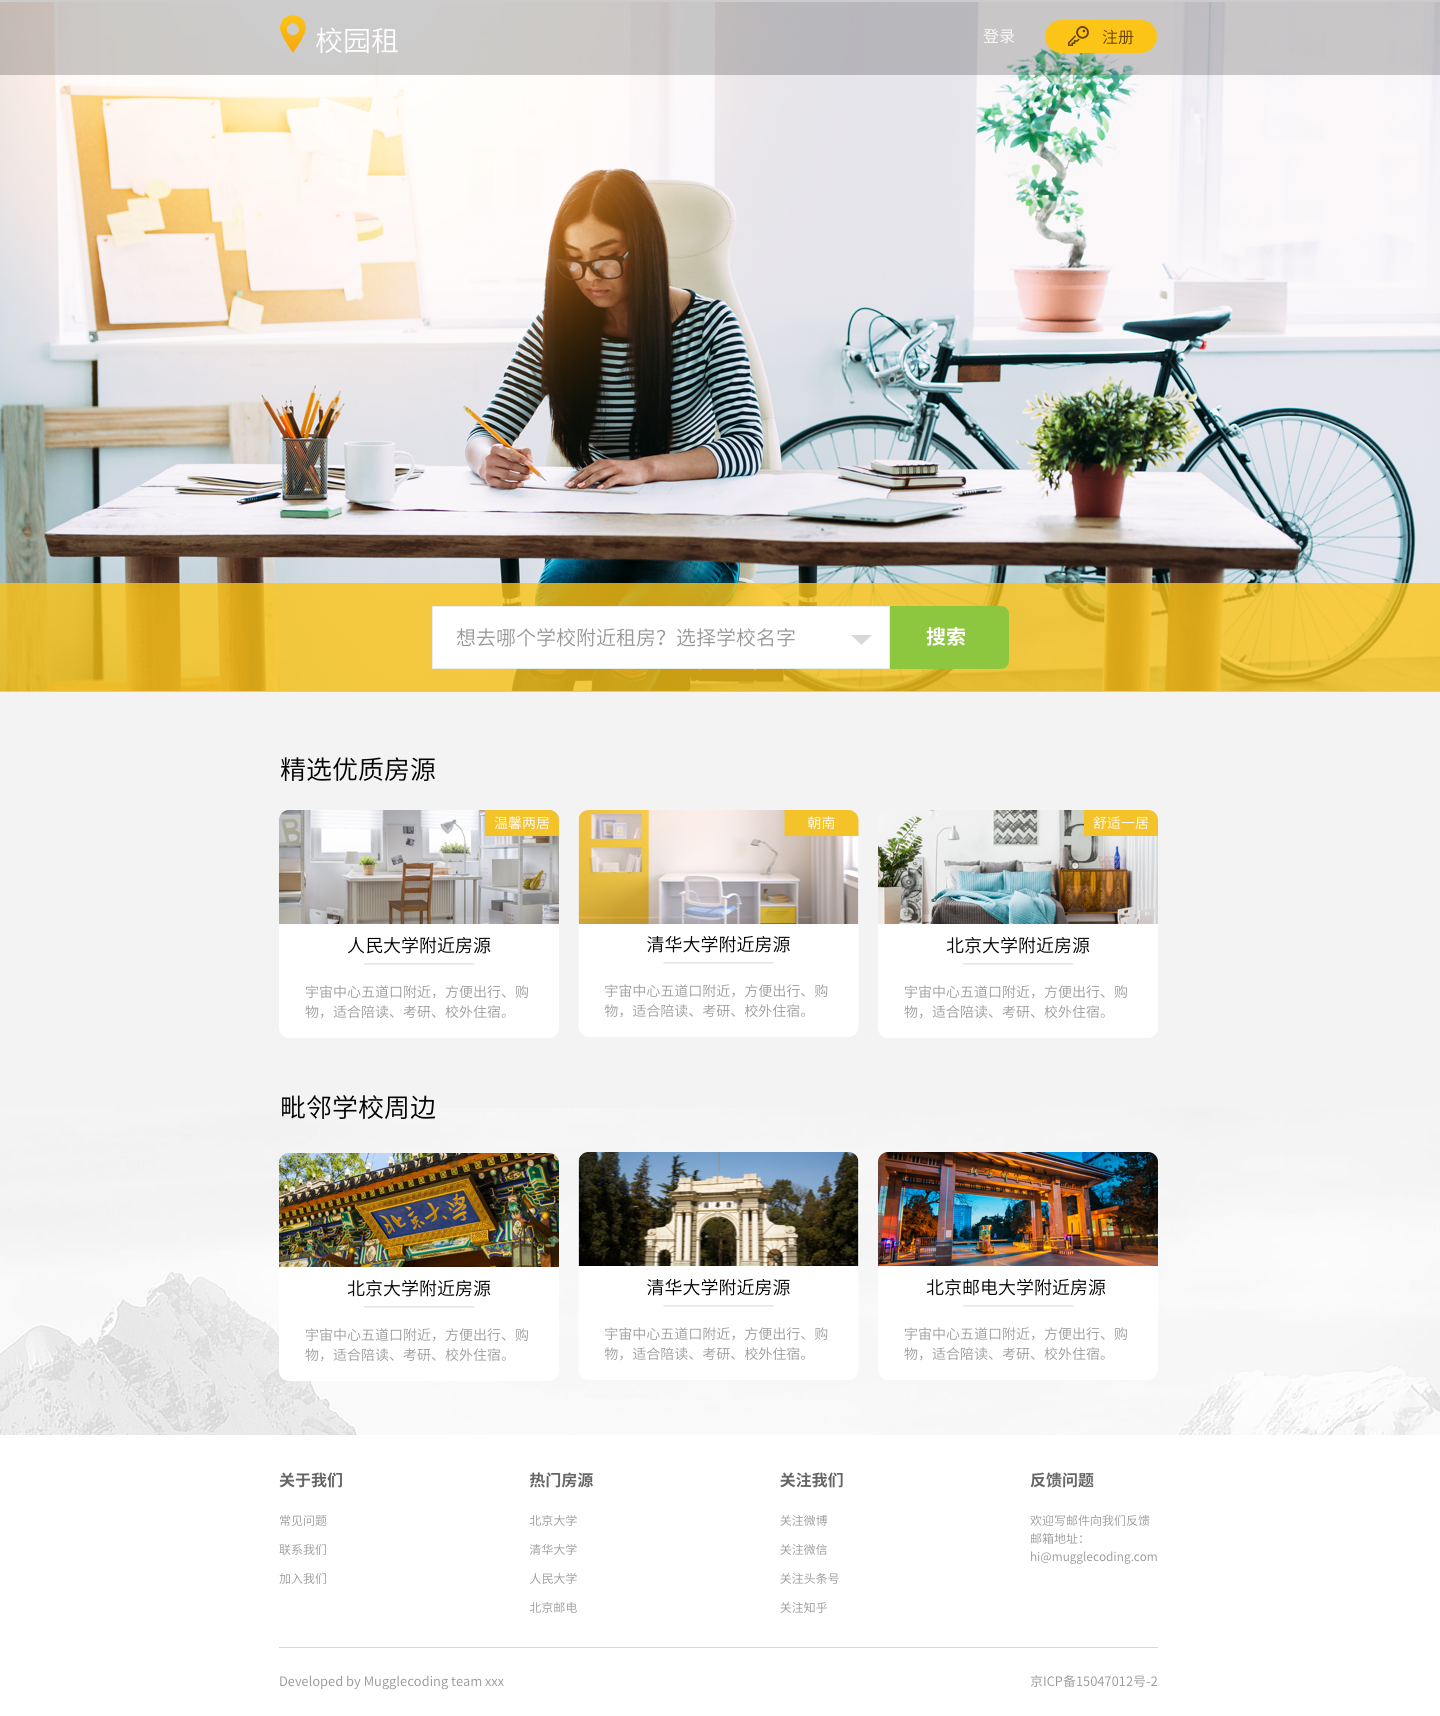 校园租
登录
注册
想去哪个学校附近租房？选择学校名字
搜索
精选优质房源
温馨两居
朝南
舒适一居
人民大学附近房源
宇宙中心五道口附近，方便出行、购
物，适合陪读、考研、校外住宿。
清华大学附近房源
宇宙中心五道口附近，方便出行、购
物，适合陪读、考研、校外住宿。
北京大学附近房源
宇宙中心五道口附近，方便出行、购
物，适合陪读、考研、校外住宿。
毗邻学校周边
北京大学附近房源
宇宙中心五道口附近，方便出行、购
物，适合陪读、考研、校外住宿。
清华大学附近房源
宇宙中心五道口附近，方便出行、购
物，适合陪读、考研、校外住宿。
北京邮电大学附近房源
宇宙中心五道口附近，方便出行、购
物，适合陪读、考研、校外住宿。
关于我们
常见问题
联系我们
加入我们
热门房源
北京大学
清华大学
人民大学
北京邮电
关注我们
关注微博
关注微信
关注头条号
关注知乎
反馈问题
欢迎写邮件向我们反馈
邮箱地址：
hi@mugglecoding.com
Developed by Mugglecoding team xxx
京ICP备15047012号-2